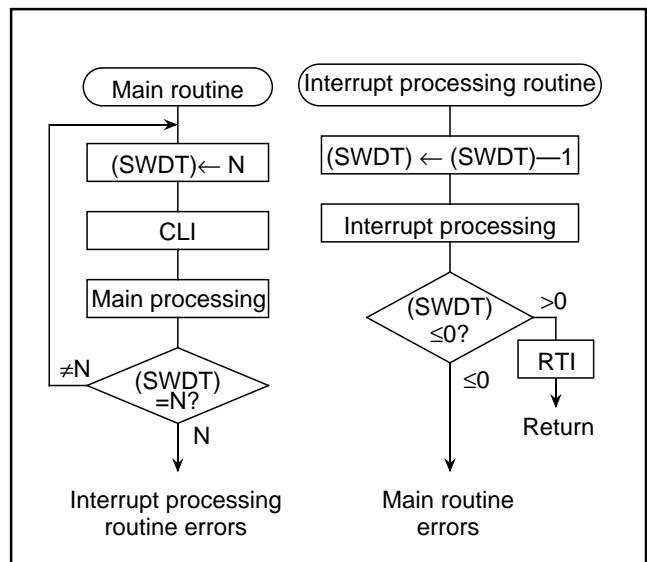 Main routine
(SWDT)← N
CLI
Main processing
≠N
(SWDT)
=N?
N
Interrupt processing
routine errors
Interrupt processing routine
(SWDT) ← (SWDT)—1
Interrupt processing
(SWDT)
≤0?
>0
≤0
RTI
Return
Main routine
errors